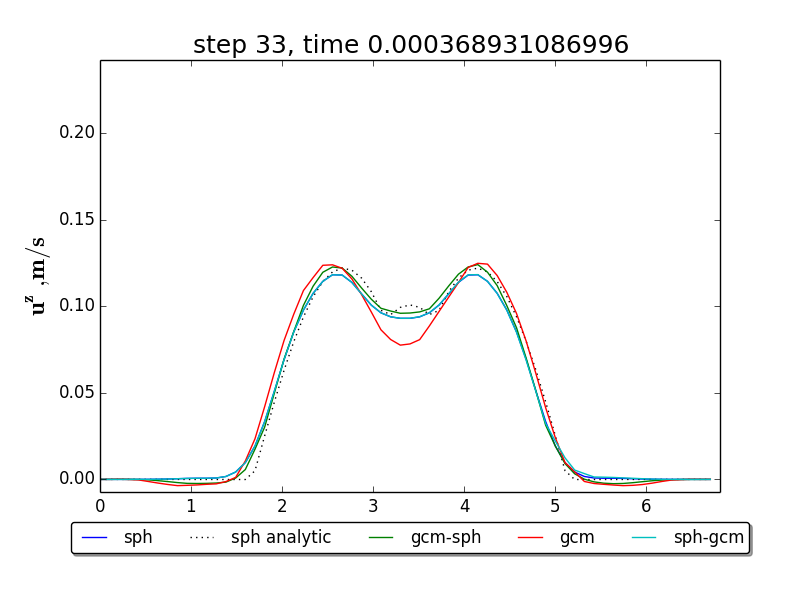 step 33, time 0.000368931086996
0.20
0.15
u^z ,m/s
0.10
0.05
0.00
0 1 2 3 4 5 6
sph sph analytic gcm-sph gcm sph-gcm